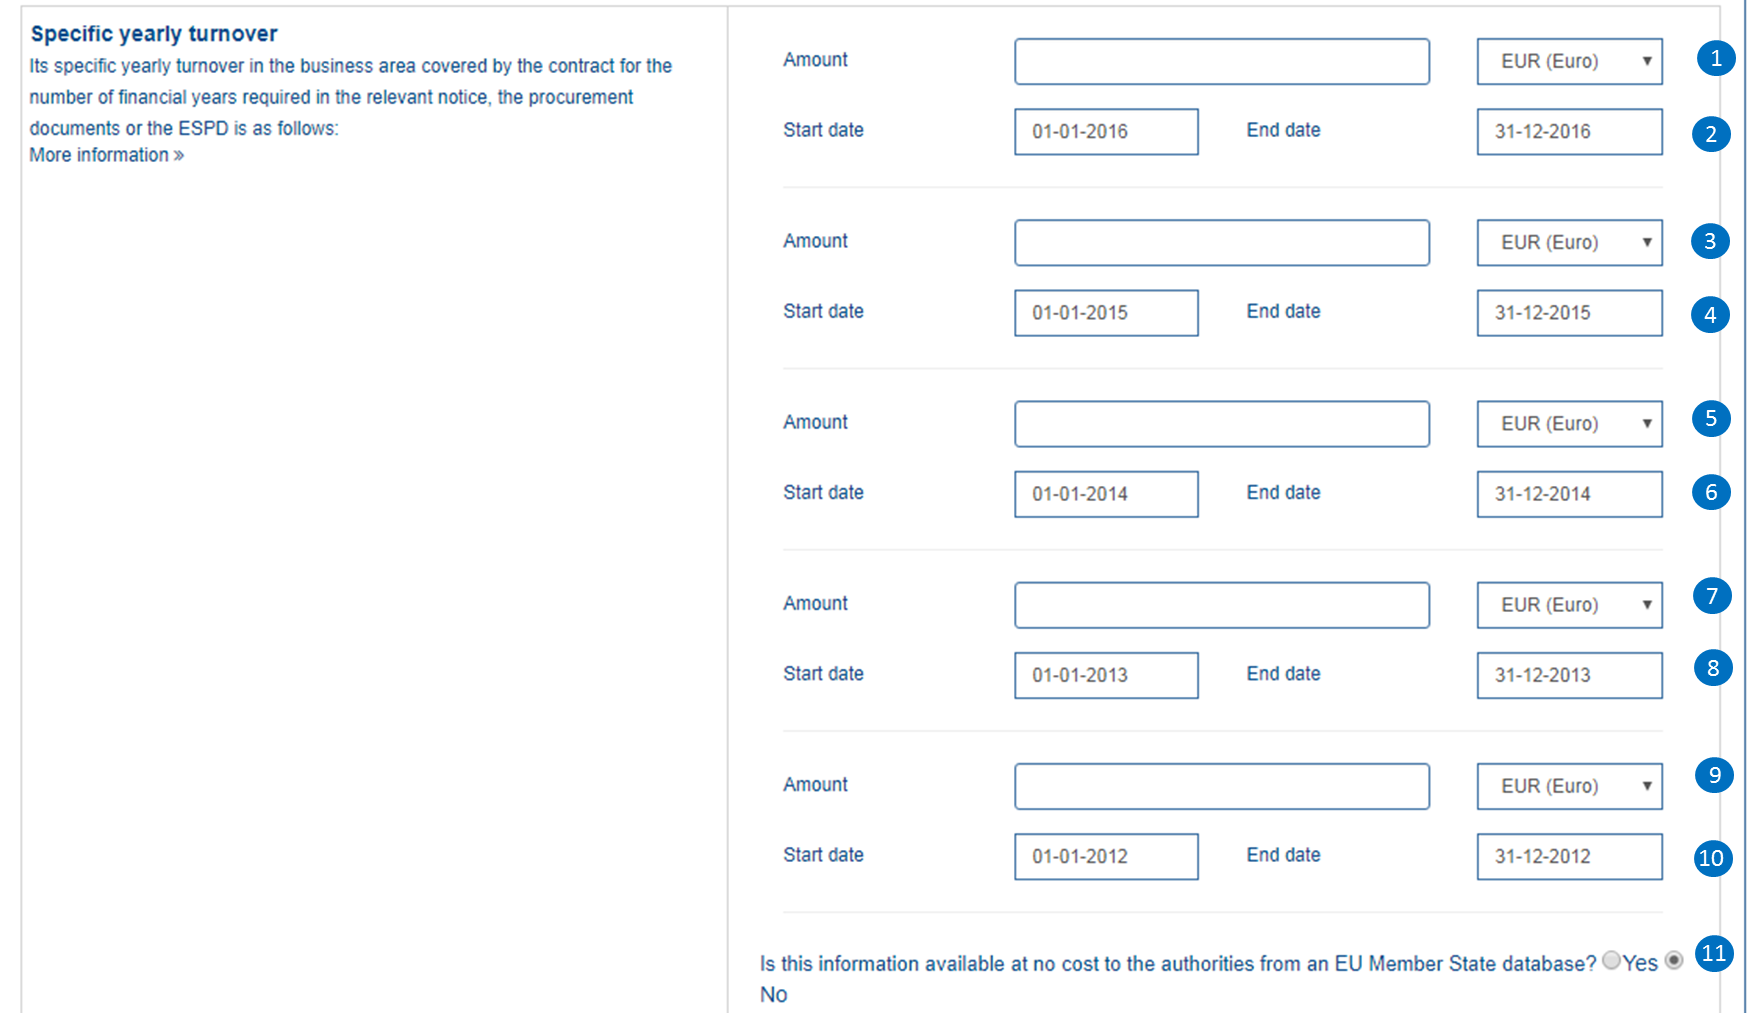 Specific yearly turnover
Its specific yearly turnover in the business area covered by the contract for the
number of financial years required in the relevant notice, the procurement
documents or the ESPD is as follows:
More information »
Amount EUR (Euro) ▼ 1
Start date 01-01-2016 End date 31-12-2016 2
Amount EUR (Euro) ▼ 3
Start date 01-01-2015 End date 31-12-2015 4
Amount EUR (Euro) ▼ 5
Start date 01-01-2014 End date 31-12-2014 6
Amount EUR (Euro) ▼ 7
Start date 01-01-2013 End date 31-12-2013 8
Amount EUR (Euro) ▼ 9
Start date 01-01-2012 End date 31-12-2012 10
Is this information available at no cost to the authorities from an EU Member State database? Yes 11
No